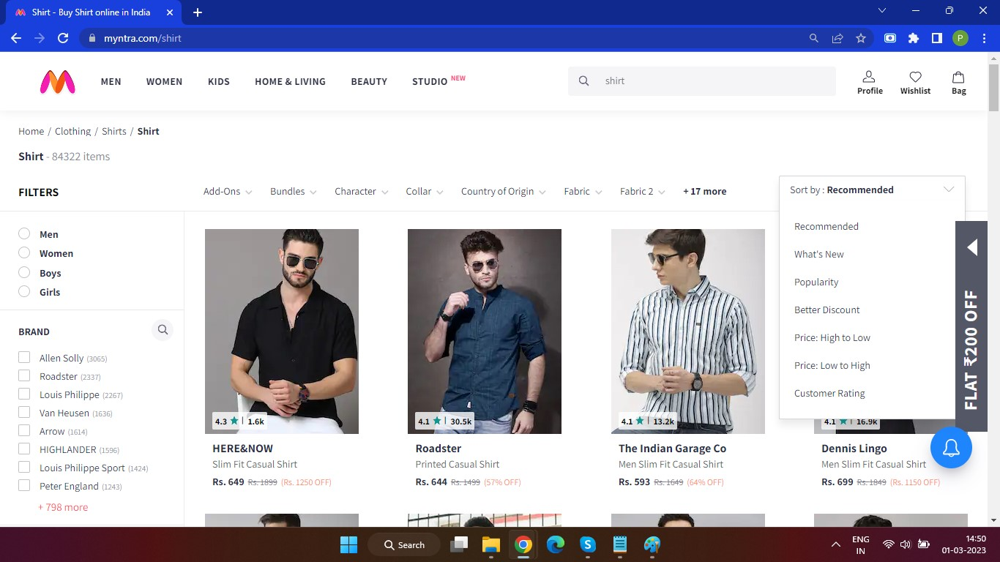 Shirt - Buy Shirt online in India
myntra.com/shirt
P
MEN WOMEN KIDS HOME & LIVING BEAUTY STUDIO NEW
shirt
Profile Wishlist Bag
Home / Clothing / Shirts / Shirt
Shirt - 84322 items
FILTERS
Add-Ons Bundles Character Collar Country of Origin Fabric Fabric 2 + 17 more
Sort by : Recommended
Recommended
What's New
Popularity
Better Discount
Price: High to Low
Price: Low to High
Customer Rating
FLAT ₹200 OFF
Men
Women
Boys
Girls
BRAND
Allen Solly (3065)
Roadster (2337)
Louis Philippe (2267)
Van Heusen (1636)
Arrow (1614)
HIGHLANDER (1596)
Louis Philippe Sport (1424)
Peter England (1243)
+ 798 more
4.3 ★ | 1.6k
HERE&NOW
Slim Fit Casual Shirt
Rs. 649 Rs. 1899 (Rs. 1250 OFF)
4.1 ★ | 30.5k
Roadster
Printed Casual Shirt
Rs. 644 Rs. 1499 (57% OFF)
4.1 ★ | 13.2k
The Indian Garage Co
Men Slim Fit Casual Shirt
Rs. 593 Rs. 1649 (64% OFF)
4.1 ★ | 16.9k
Dennis Lingo
Men Slim Fit Casual Shirt
Rs. 699 Rs. 1849 (Rs. 1150 OFF)
Search
ENG
IN
14:50
01-03-2023